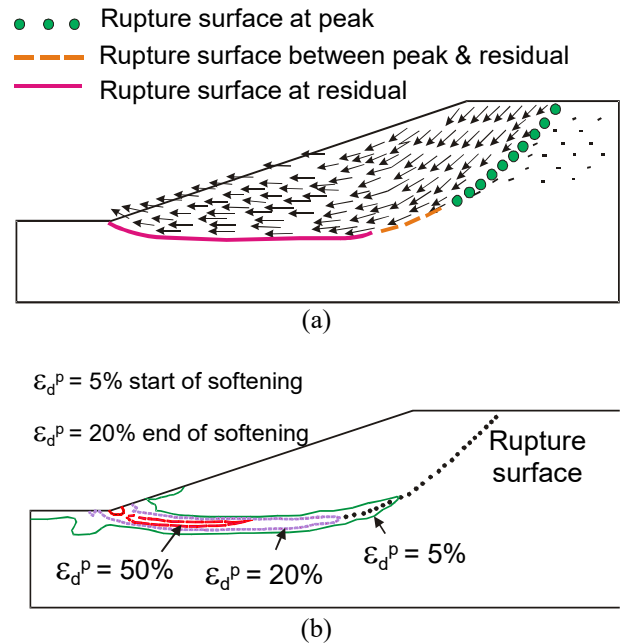 Rupture surface at peak
Rupture surface between peak & residual
Rupture surface at residual
(a)
εdᵖ = 5% start of softening
εdᵖ = 20% end of softening
Rupture
surface
εdᵖ = 50%
εdᵖ = 20%
εdᵖ = 5%
(b)